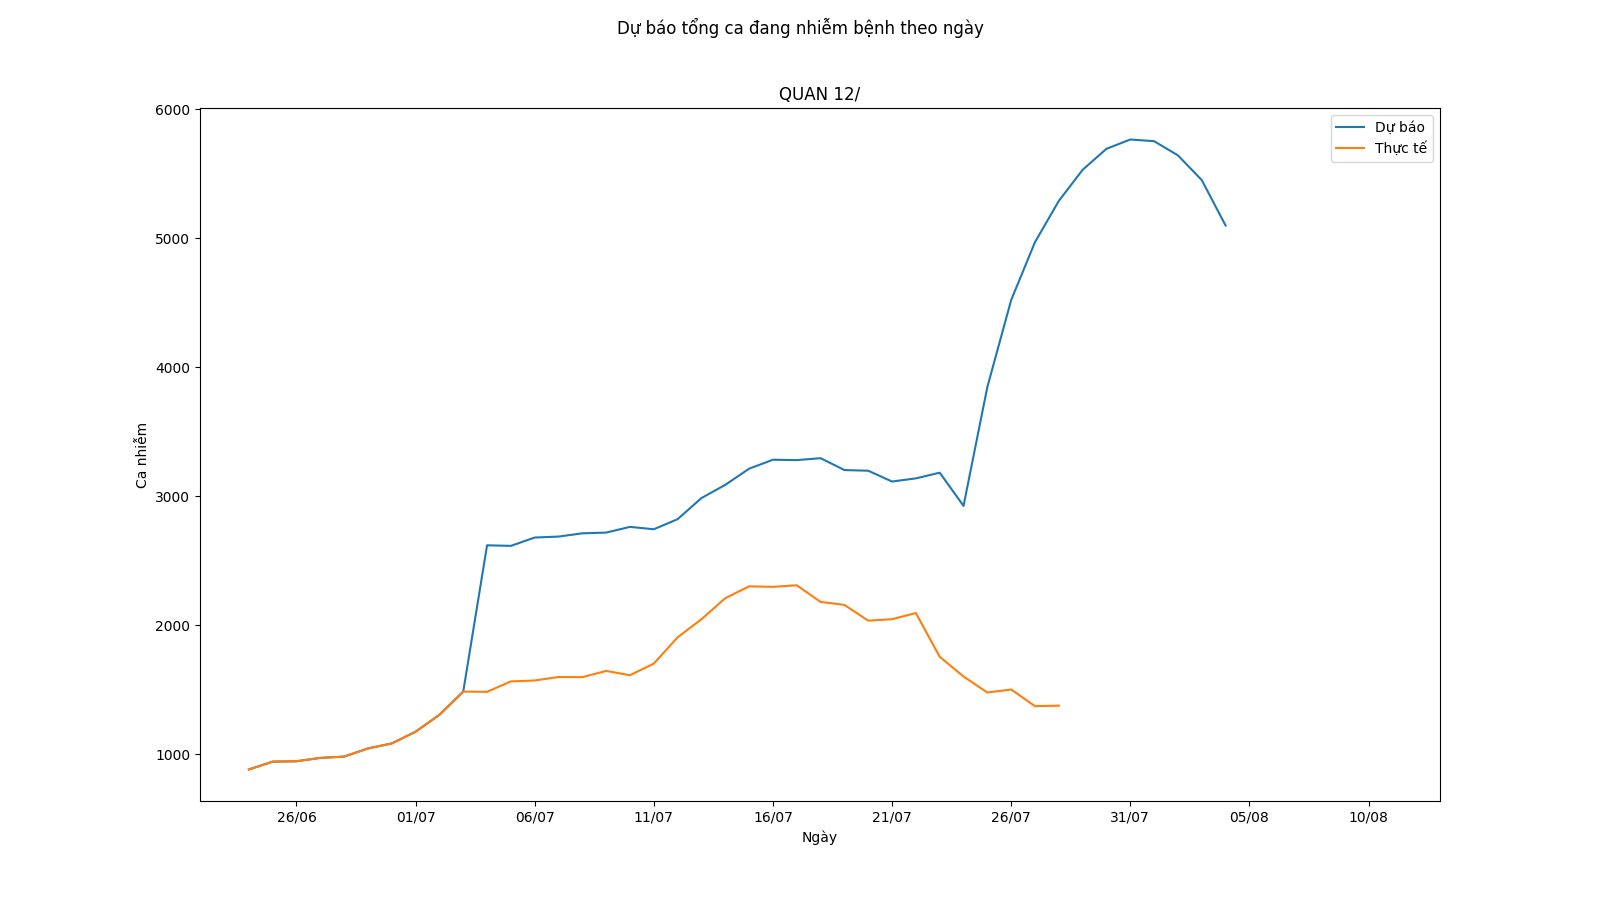 Dự báo tổng ca đang nhiễm bệnh theo ngày
QUAN 12/
Dự báo
Thực tế
6000
5000
4000
3000
2000
1000
Ca nhiễm
26/06 01/07 06/07 11/07 16/07 21/07 26/07 31/07 05/08 10/08
Ngày